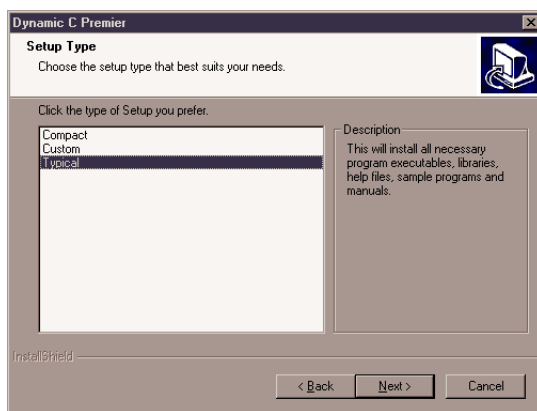 Dynamic C Premier
Setup Type
Choose the setup type that best suits your needs.
Click the type of Setup you prefer.
Compact
Custom
Typical
Description
This will install all necessary
program executables, libraries,
help files, sample programs and
manuals.
InstallShield
< Back
Next >
Cancel